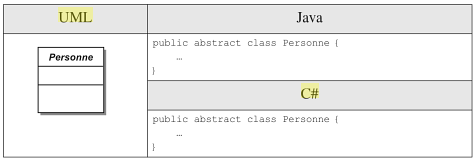 UML
Java
Personne
public abstract class Personne {
…
}
C#
public abstract class Personne {
…
}